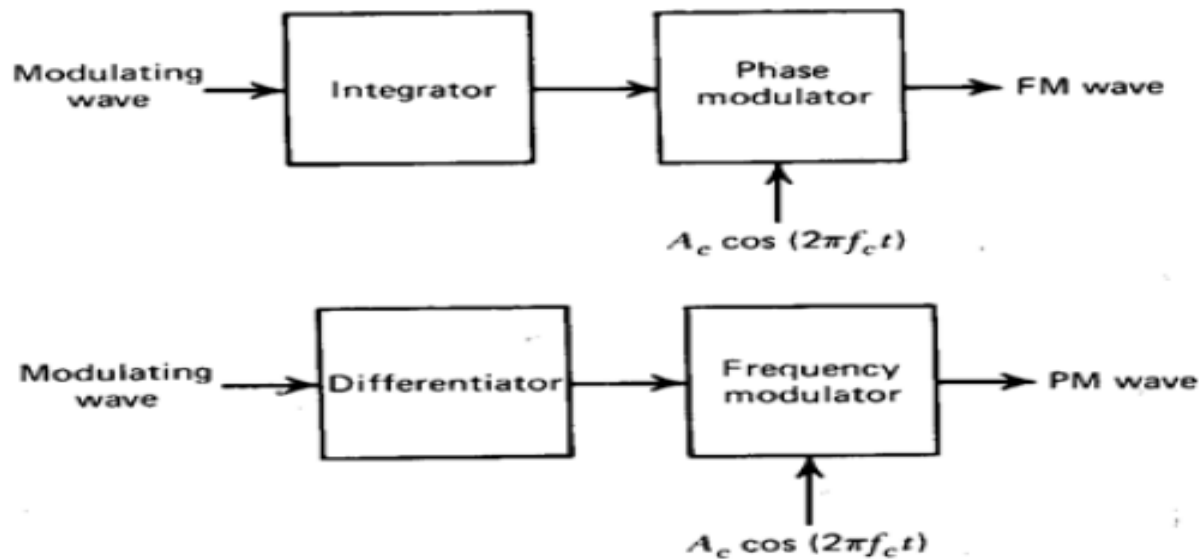 Modulating
wave
Integrator
Phase
modulator
FM wave
A_c cos (2πf_c t)
Modulating
wave
Differentiator
Frequency
modulator
PM wave
A_c cos (2πf_c t)